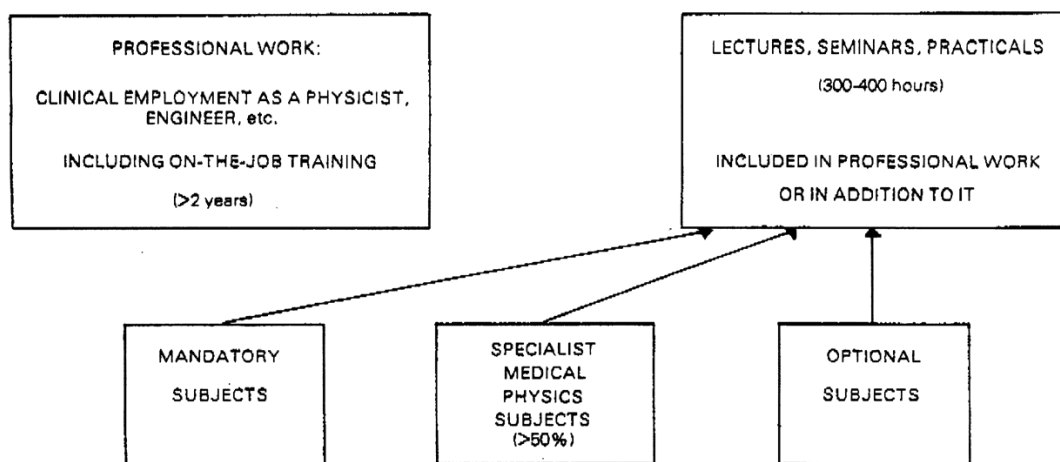 PROFESSIONAL WORK:
CLINICAL EMPLOYMENT AS A PHYSICIST,
ENGINEER, etc.
INCLUDING ON-THE-JOB TRAINING
(>2 years)
LECTURES, SEMINARS, PRACTICALS
(300-400 hours)
INCLUDED IN PROFESSIONAL WORK
OR IN ADDITION TO IT
MANDATORY
SUBJECTS
SPECIALIST
MEDICAL
PHYSICS
SUBJECTS
(>50%)
OPTIONAL
SUBJECTS